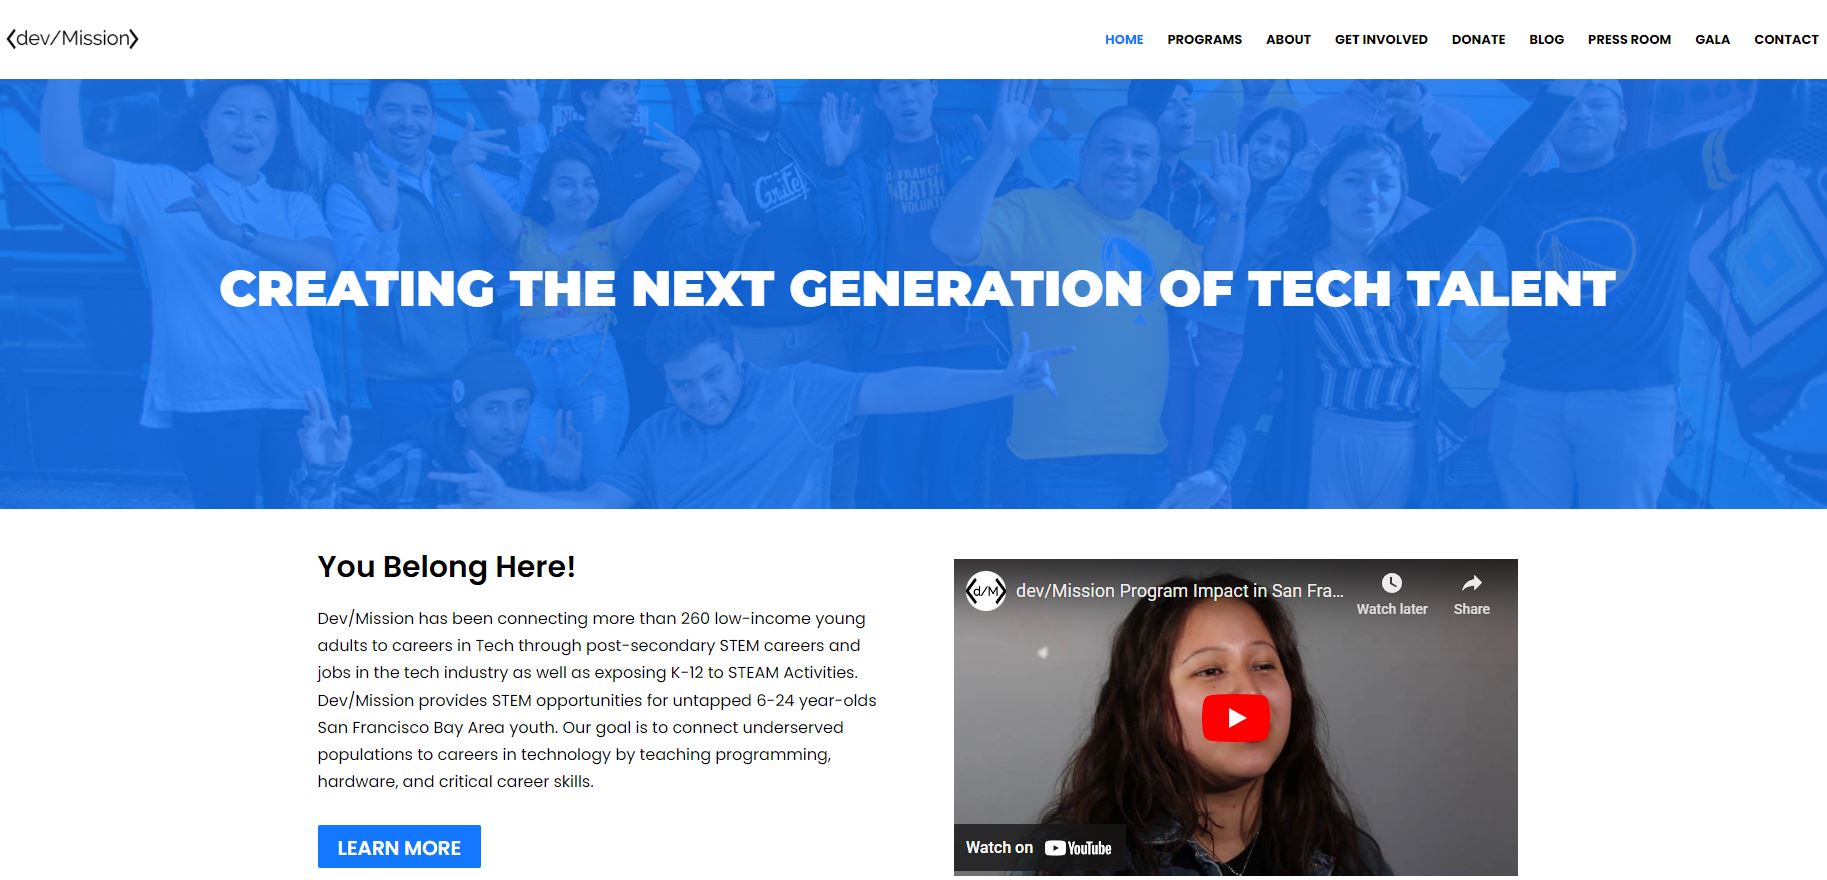 <dev/Mission>
HOME PROGRAMS ABOUT GET INVOLVED DONATE BLOG PRESS ROOM GALA CONTACT
CREATING THE NEXT GENERATION OF TECH TALENT
You Belong Here!
Dev/Mission has been connecting more than 260 low-income young
adults to careers in Tech through post-secondary STEM careers and
jobs in the tech industry as well as exposing K-12 to STEAM Activities.
Dev/Mission provides STEM opportunities for untapped 6-24 year-olds
San Francisco Bay Area youth. Our goal is to connect underserved
populations to careers in technology by teaching programming,
hardware, and critical career skills.
LEARN MORE
d/M
dev/Mission Program Impact in San Fra...
Watch later
Share
Watch on YouTube